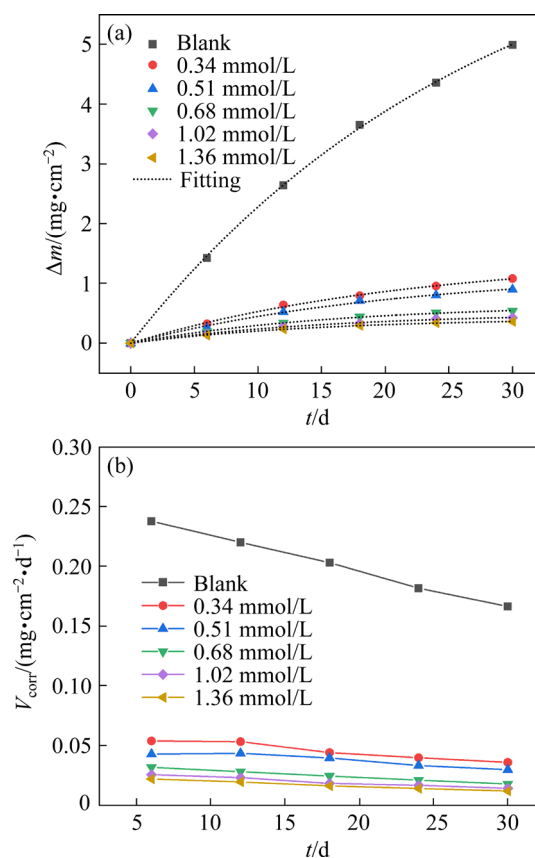 (a)
Blank
0.34 mmol/L
0.51 mmol/L
0.68 mmol/L
1.02 mmol/L
1.36 mmol/L
Fitting
5
4
3
2
1
0
Δm/(mg•cm⁻²)
0 5 10 15 20 25 30
t/d
(b)
0.30
0.25
0.20
0.15
0.10
0.05
0
V_corr/(mg•cm⁻²•d⁻¹)
Blank
0.34 mmol/L
0.51 mmol/L
0.68 mmol/L
1.02 mmol/L
1.36 mmol/L
5 10 15 20 25 30
t/d